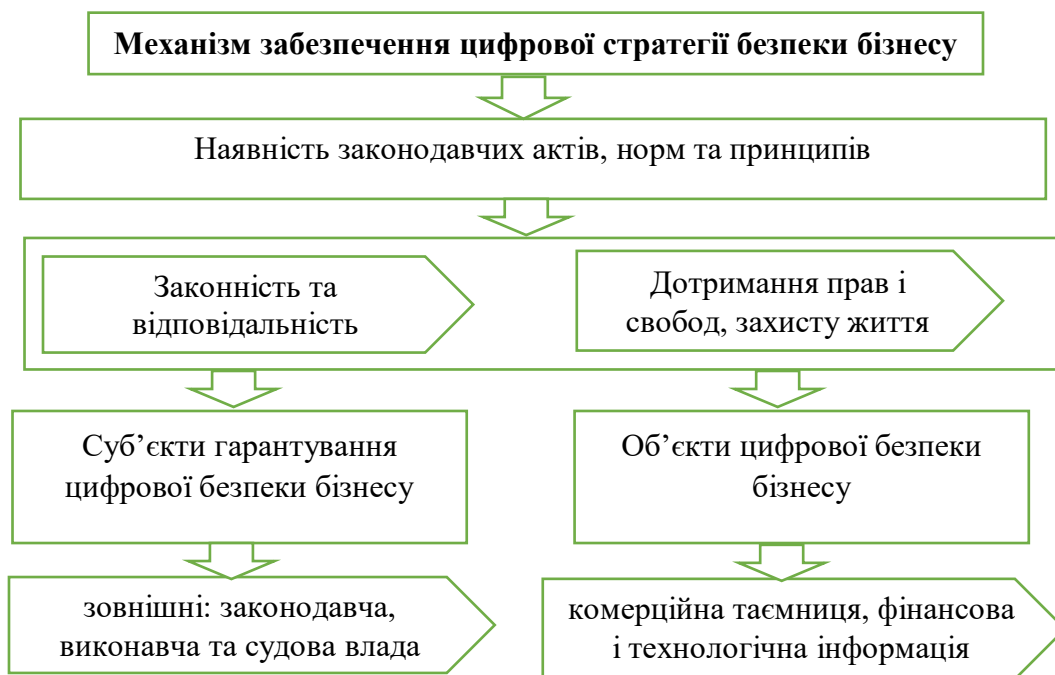 Механізм забезпечення цифрової стратегії безпеки бізнесу
Наявність законодавчих актів, норм та принципів
Законність та
відповідальність
Дотримання прав і
свобод, захисту життя
Суб’єкти гарантування
цифрової безпеки бізнесу
Об’єкти цифрової безпеки
бізнесу
зовнішні: законодавча,
виконавча та судова влада
комерційна таємниця, фінансова
і технологічна інформація